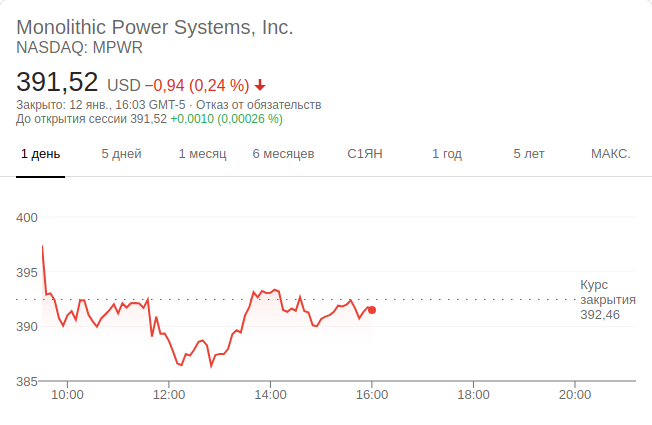 Monolithic Power Systems, Inc.
NASDAQ: MPWR
391,52 USD −0,94 (0,24 %)
Закрыто: 12 янв., 16:03 GMT-5 · Отказ от обязательств
До открытия сессии 391,52 +0,0010 (0,00026 %)
1 день 5 дней 1 месяц 6 месяцев С1ЯН 1 год 5 лет МАКС.
400
395
Курс
закрытия
392,46
390
385
10:00 12:00 14:00 16:00 18:00 20:00